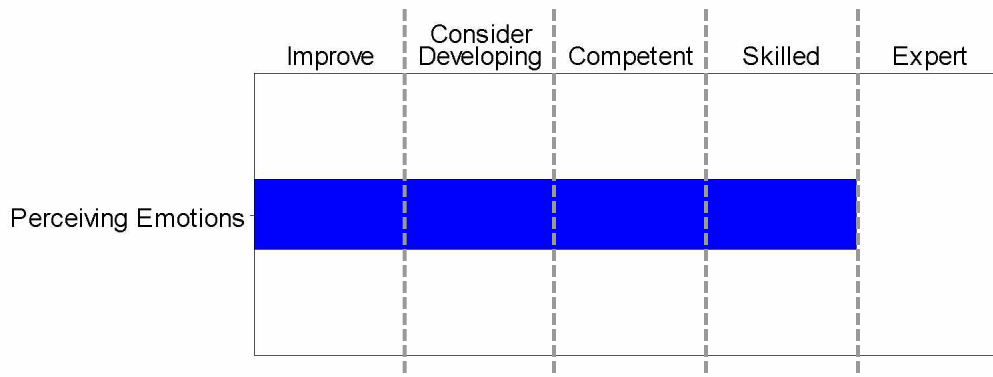 Improve
Consider
Developing
Competent
Skilled
Expert
Perceiving Emotions